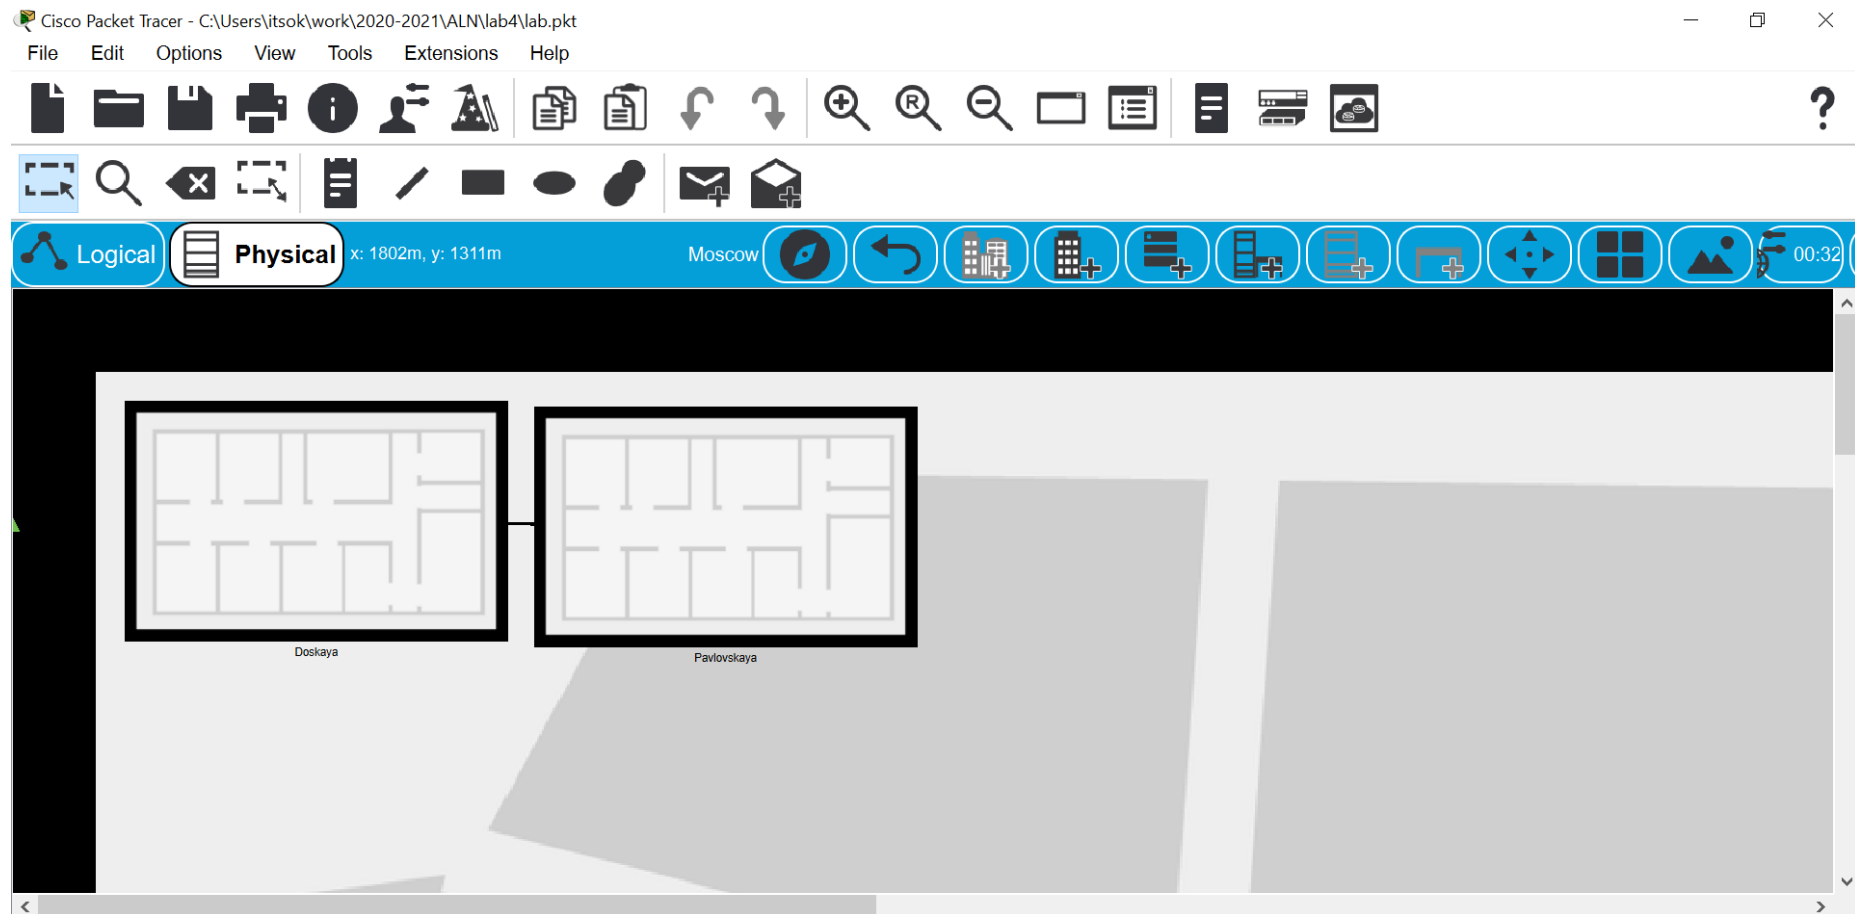 Cisco Packet Tracer - C:\Users\itsok\work\2020-2021\ALN\lab4\lab.pkt
File Edit Options View Tools Extensions Help
Logical Physical x: 1802m, y: 1311m Moscow 00:32
Doskaya
Pavlovskaya